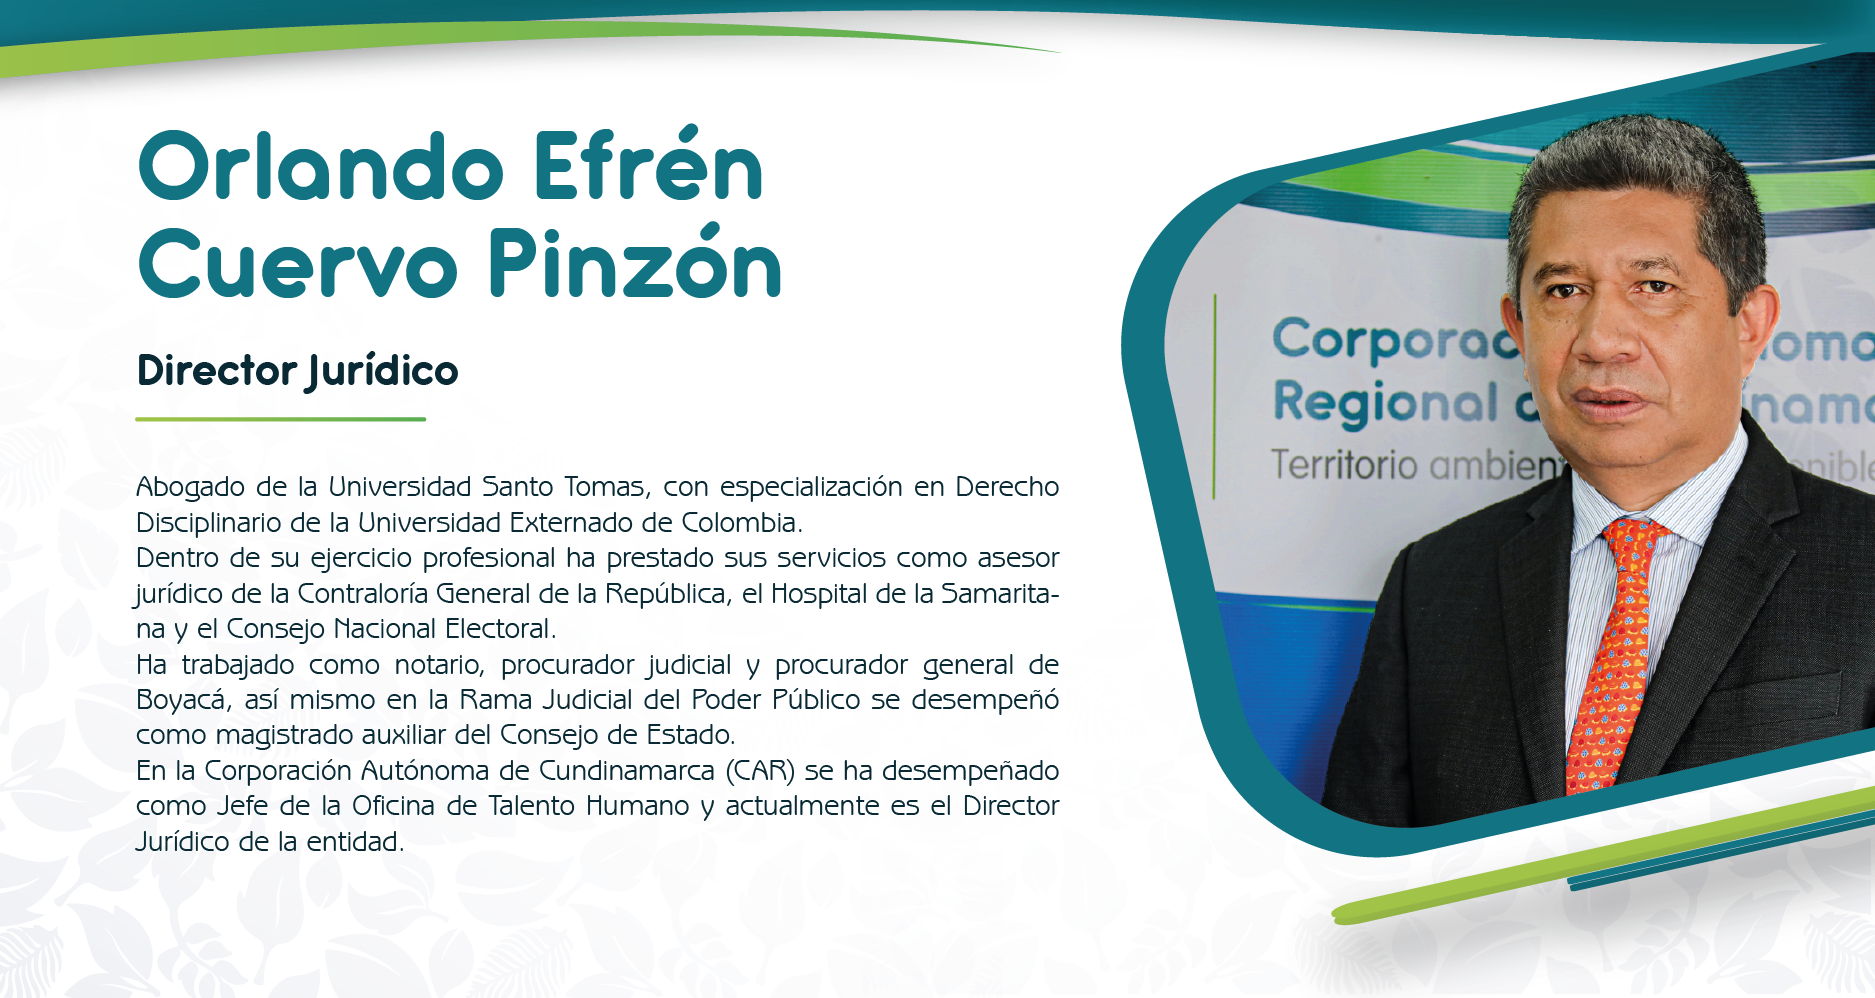 Orlando Efrén
Cuervo Pinzón
Director Jurídico
Abogado de la Universidad Santo Tomas, con especialización en Derecho
Disciplinario de la Universidad Externado de Colombia.
Dentro de su ejercicio profesional ha prestado sus servicios como asesor
jurídico de la Contraloría General de la República, el Hospital de la Samarita-
na y el Consejo Nacional Electoral.
Ha trabajado como notario, procurador judicial y procurador general de
Boyacá, así mismo en la Rama Judicial del Poder Público se desempeñó
como magistrado auxiliar del Consejo de Estado.
En la Corporación Autónoma de Cundinamarca (CAR) se ha desempeñado
como Jefe de la Oficina de Talento Humano y actualmente es el Director
Jurídico de la entidad.
Corporac oma
Regional d nama
Territorio ambien enible